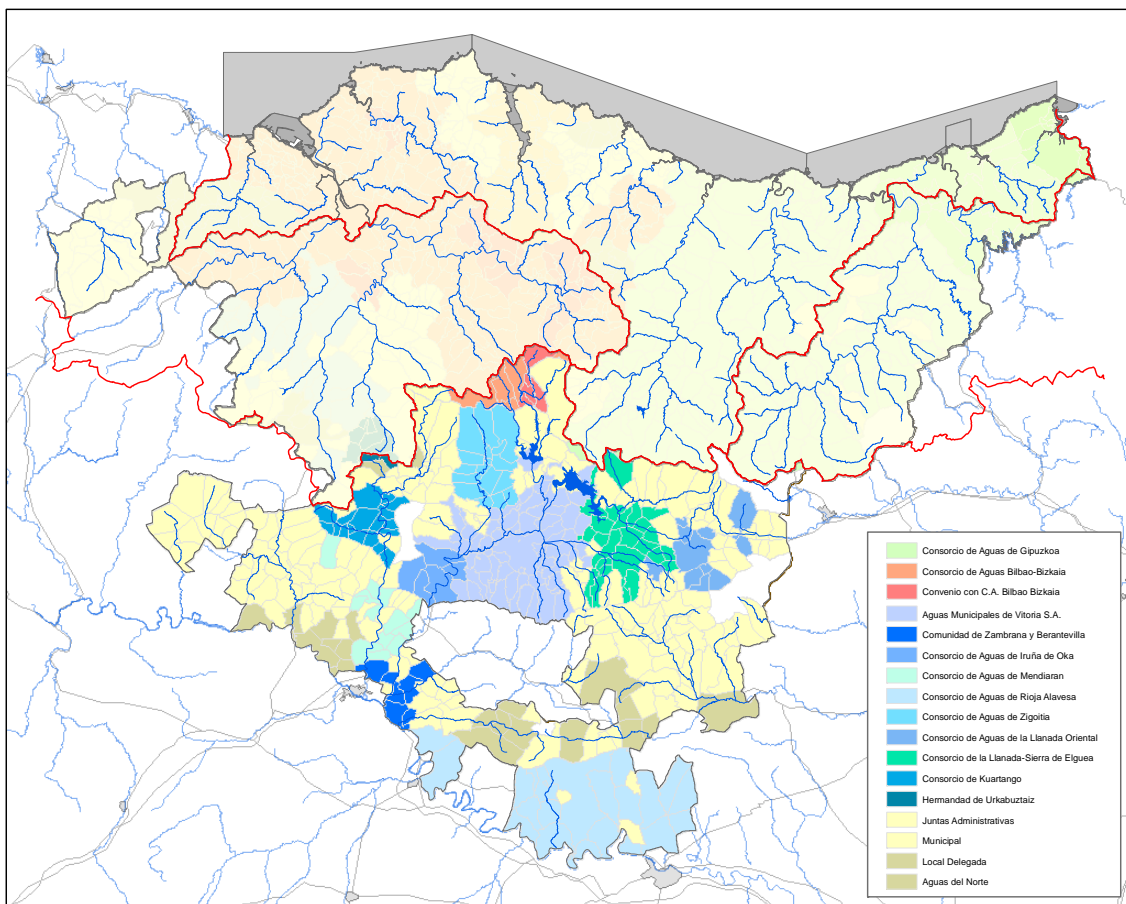 Consorcio de Aguas de Gipuzkoa
Consorcio de Aguas Bilbao-Bizkaia
Convenio con C.A. Bilbao Bizkaia
Aguas Municipales de Vitoria S.A.
Comunidad de Zambrana y Berantevilla
Consorcio de Aguas de Iruña de Oka
Consorcio de Aguas de Mendiaran
Consorcio de Aguas de Rioja Alavesa
Consorcio de Aguas de Zigoitia
Consorcio de Aguas de la Llanada Oriental
Consorcio de la Llanada-Sierra de Elguea
Consorcio de Kuartango
Hermandad de Urkabuztaiz
Juntas Administrativas
Municipal
Local Delegada
Aguas del Norte